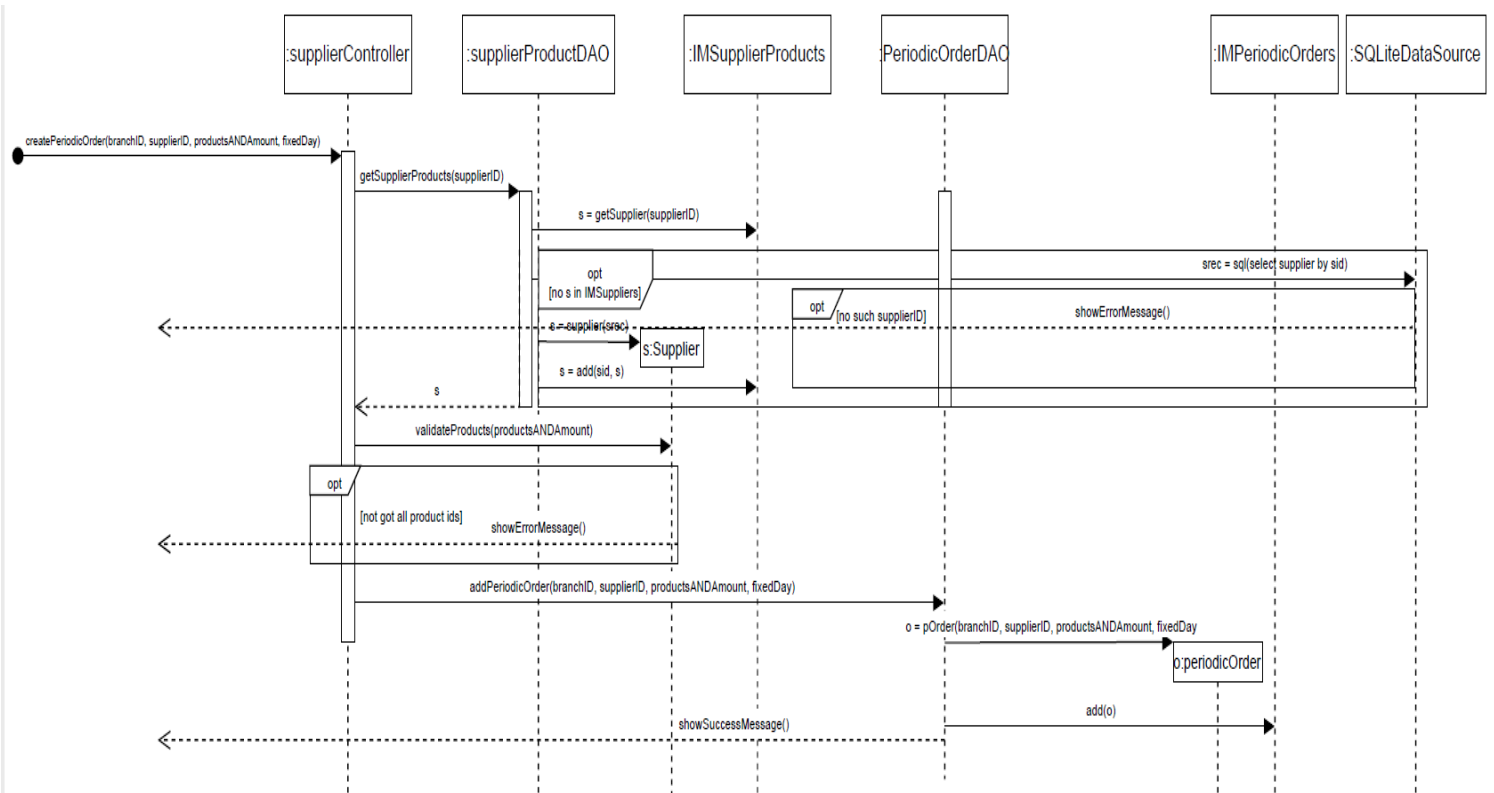 :supplierController
:supplierProductDAO
:IMSupplierProducts
:PeriodicOrderDAO
:IMPeriodicOrders
:SQLiteDataSource
createPeriodicOrder(branchID, supplierID, productsANDAmount, fixedDay)
getSupplierProducts(supplierID)
s = getSupplier(supplierID)
opt
[no s in IMSuppliers]
srec = sql(select supplier by sid)
opt
[no such supplierID]
showErrorMessage()
s = supplier(srec)
s:Supplier
s = add(sid, s)
s
validateProducts(productsANDAmount)
opt
[not got all product ids]
showErrorMessage()
addPeriodicOrder(branchID, supplierID, productsANDAmount, fixedDay)
o = pOrder(branchID, supplierID, productsANDAmount, fixedDay
o:periodicOrder
add(o)
showSuccessMessage()